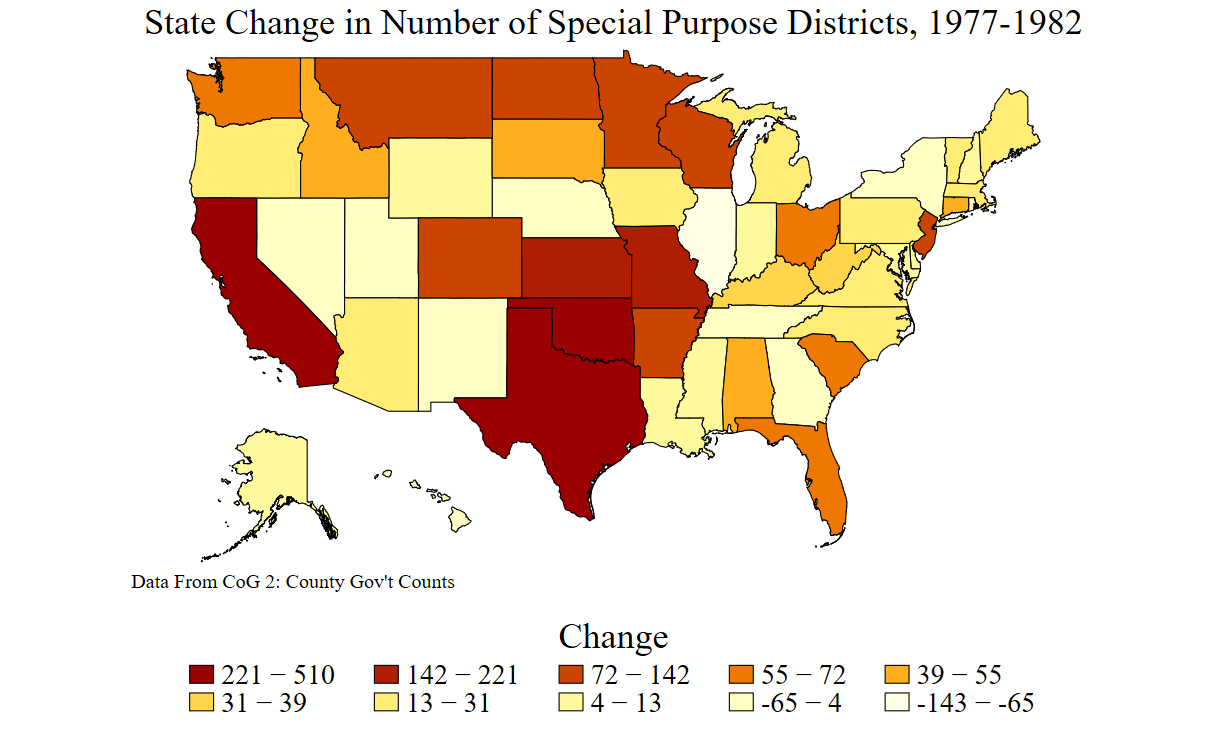 State Change in Number of Special Purpose Districts, 1977-1982
Data From CoG 2: County Gov't Counts
Change
221 − 510 142 − 221 72 − 142 55 − 72 39 − 55
31 − 39 13 − 31 4 − 13 -65 − 4 -143 − -65